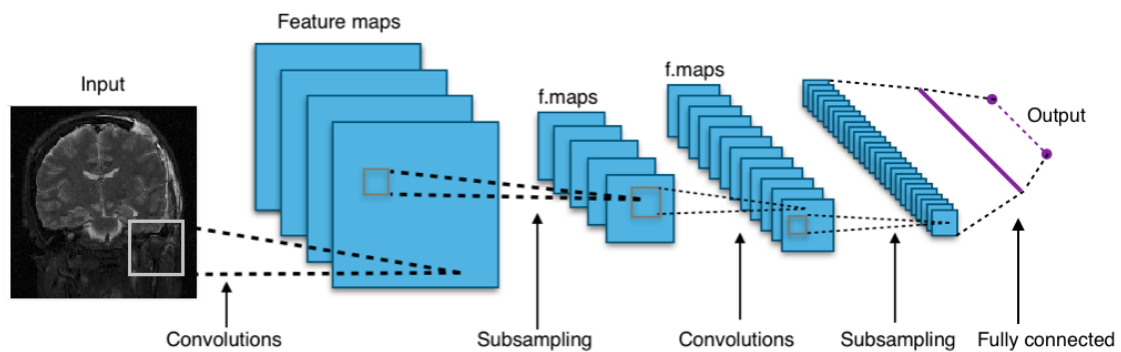 Feature maps
Input
f.maps
f.maps
Output
Convolutions
Subsampling
Convolutions
Subsampling
Fully connected